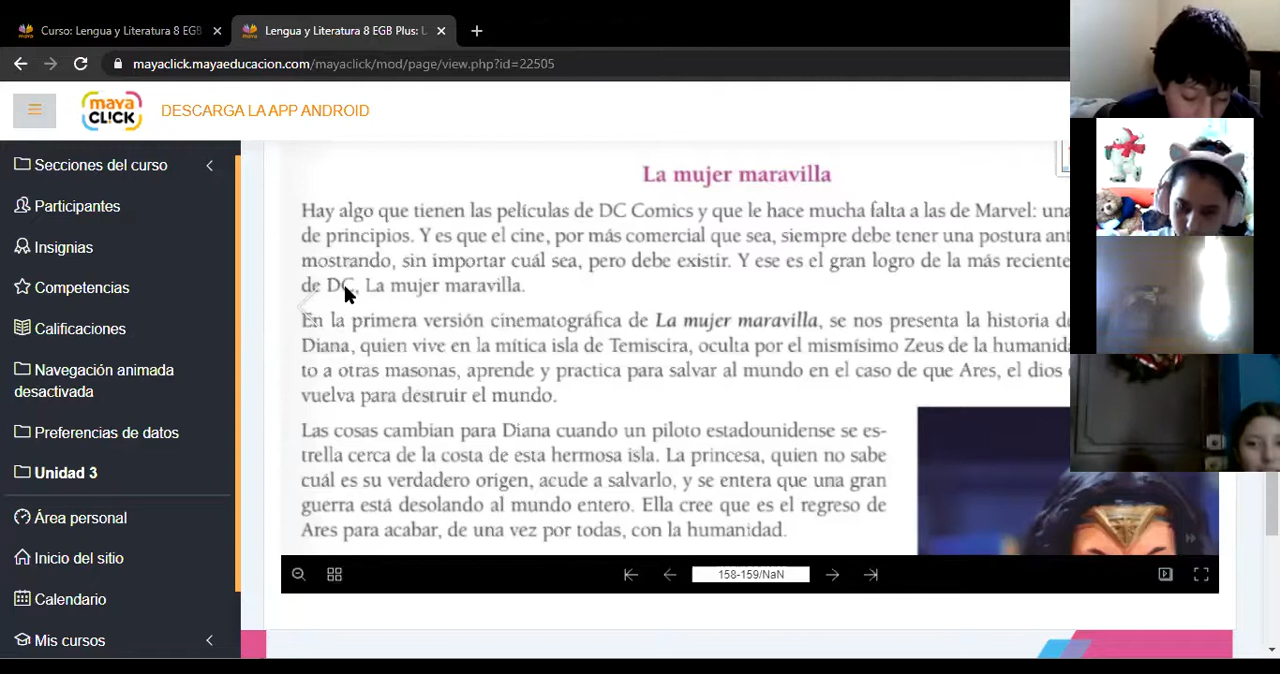 Curso: Lengua y Literatura 8 EGB
Lengua y Literatura 8 EGB Plus: L
mayaclick.mayaeducacion.com/mayaclick/mod/page/view.php?id=22505
maya CL!CK
DESCARGA LA APP ANDROID
Secciones del curso
Participantes
Insignias
Competencias
Calificaciones
Navegación animada
desactivada
Preferencias de datos
Unidad 3
Área personal
Inicio del sitio
Calendario
Mis cursos
La mujer maravilla
Hay algo que tienen las películas de DC Comics y que le hace mucha falta a las de Marvel: una
de principios. Y es que el cine, por más comercial que sea, siempre debe tener una postura ant
mostrando, sin importar cuál sea, pero debe existir. Y ese es el gran logro de la más reciente
de DC, La mujer maravilla.
En la primera versión cinematográfica de La mujer maravilla, se nos presenta la historia de
Diana, quien vive en la mítica isla de Temiscira, oculta por el mismísimo Zeus de la humanida
to a otras masonas, aprende y practica para salvar al mundo en el caso de que Ares, el dios
vuelva para destruir el mundo.
Las cosas cambian para Diana cuando un piloto estadounidense se es-
trella cerca de la costa de esta hermosa isla. La princesa, quien no sabe
cuál es su verdadero origen, acude a salvarlo, y se entera que una gran
guerra está desolando al mundo entero. Ella cree que es el regreso de
Ares para acabar, de una vez por todas, con la humanidad.
158-159/NaN